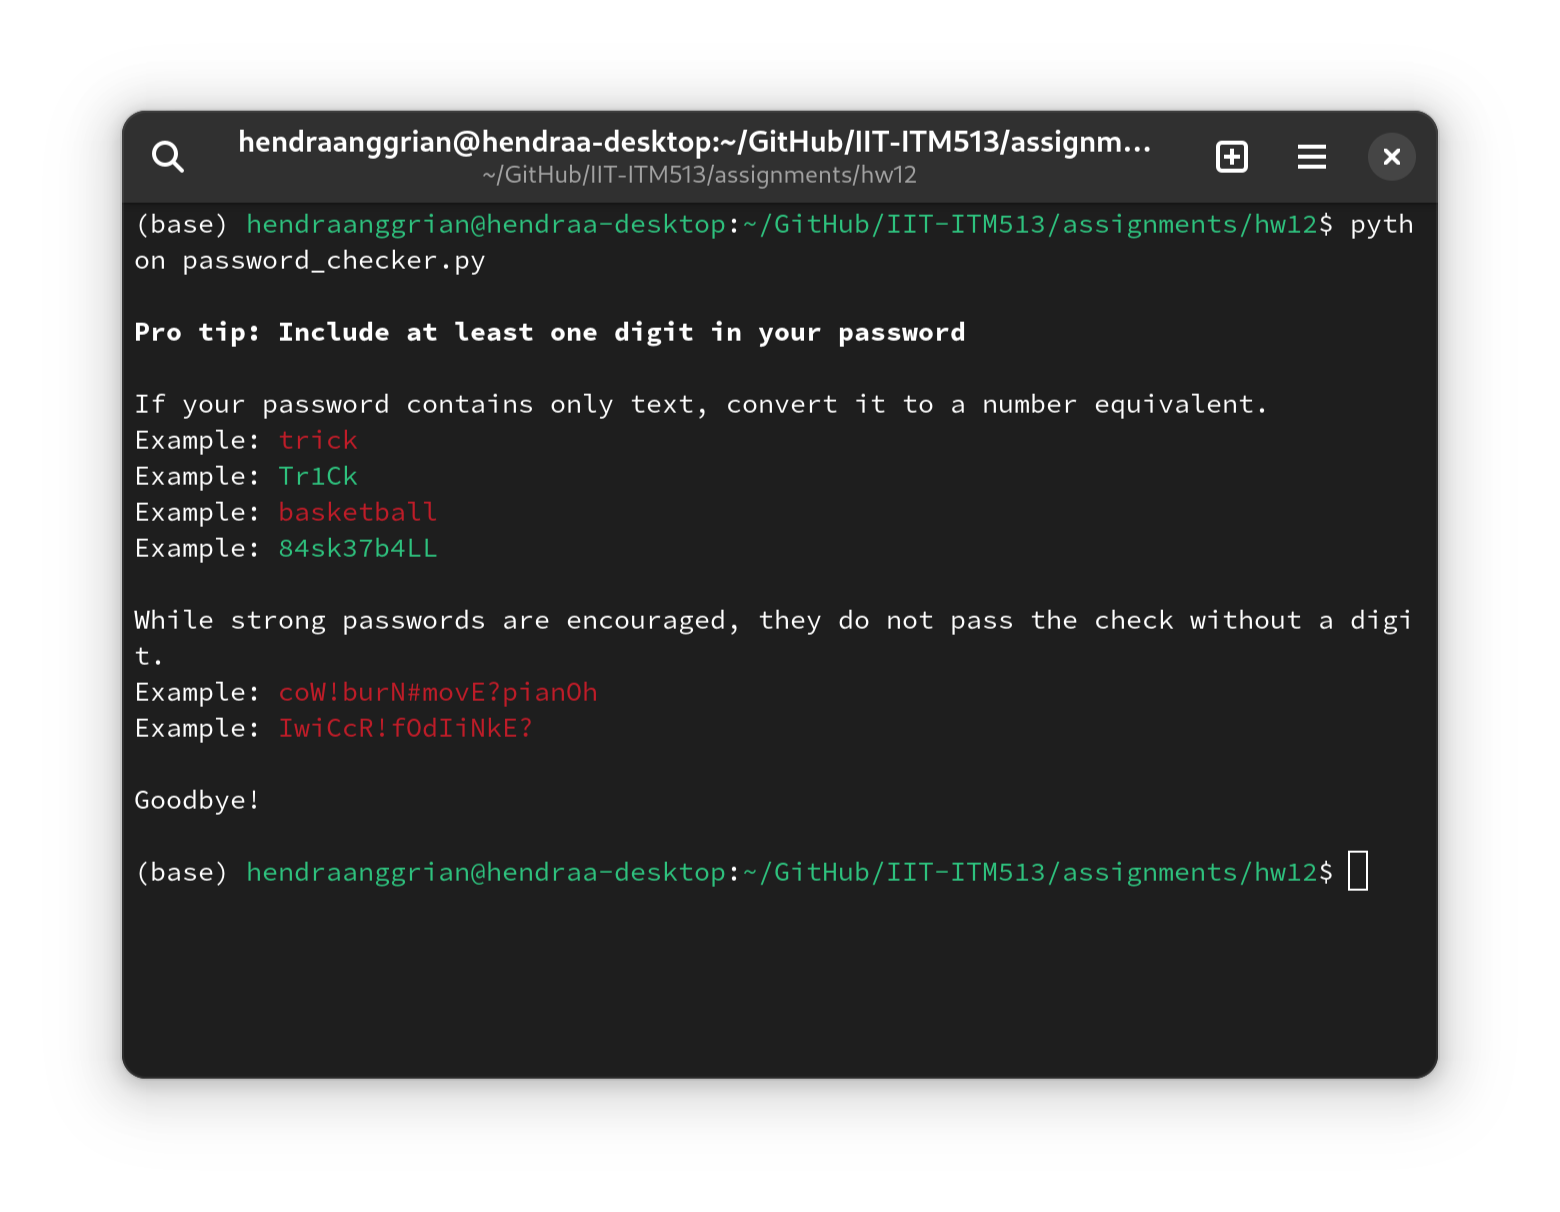 hendraanggrian@hendraa-desktop:~/GitHub/IIT-ITM513/assignm...
~/GitHub/IIT-ITM513/assignments/hw12
(base) hendraanggrian@hendraa-desktop:~/GitHub/IIT-ITM513/assignments/hw12$ pyth
on password_checker.py
Pro tip: Include at least one digit in your password
If your password contains only text, convert it to a number equivalent.
Example: trick
Example: Tr1Ck
Example: basketball
Example: 84sk37b4LL
While strong passwords are encouraged, they do not pass the check without a digi
t.
Example: coW!burN#movE?pianOh
Example: IwiCcR!fOdIiNkE?
Goodbye!
(base) hendraanggrian@hendraa-desktop:~/GitHub/IIT-ITM513/assignments/hw12$